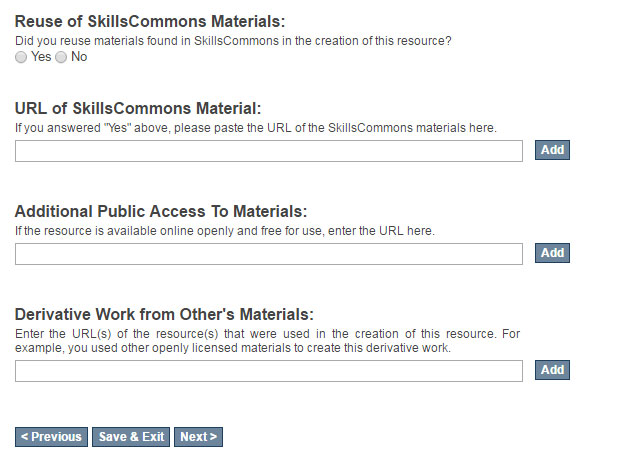 Reuse of SkillsCommons Materials:
Did you reuse materials found in SkillsCommons in the creation of this resource?
Yes No
URL of SkillsCommons Material:
If you answered "Yes" above, please paste the URL of the SkillsCommons materials here.
Add
Additional Public Access To Materials:
If the resource is available online openly and free for use, enter the URL here.
Add
Derivative Work from Other's Materials:
Enter the URL(s) of the resource(s) that were used in the creation of this resource. For
example, you used other openly licensed materials to create this derivative work.
Add
< Previous Save & Exit Next >